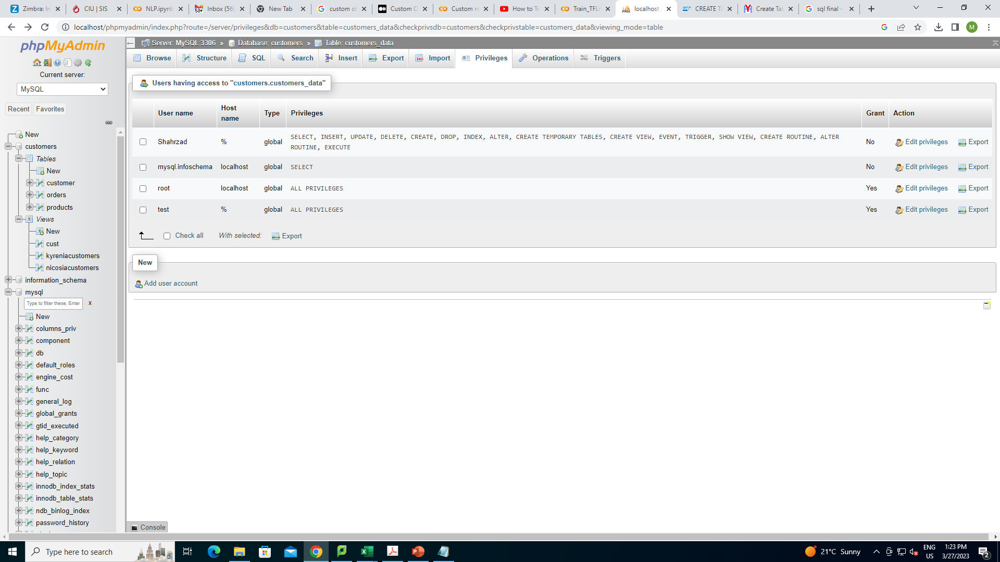 Zimbra: In
CIU | SIS
NLP.ipynb
Inbox (56)
New Tab
custom ob
Custom O
Custom re
How to Tra
Train_TFLi
localhost
CREATE TA
Create Tab
sql final -
localhost/phpmyadmin/index.php?route=/server/privileges&db=customers&table=customers_data&checkprivsdb=customers&checkprivstable=customers_data&viewing_mode=table
M
phpMyAdmin
Current server:
MySQL
Recent Favorites
New
customers
Tables
New
customer
orders
products
Views
New
cust
kyreniacustomers
nicosiacustomers
information_schema
mysql
Type to filter these, Enter X
New
columns_priv
component
db
default_roles
engine_cost
func
general_log
global_grants
gtid_executed
help_category
help_keyword
help_relation
help_topic
innodb_index_stats
innodb_table_stats
ndb_binlog_index
password_history
Server: MySQL:3306 » Database: customers » Table: customers_data
Browse Structure SQL Search Insert Export Import Privileges Operations Triggers
Users having access to "customers.customers_data"
User name Host name Type Privileges Grant Action
Shahrzad % global SELECT, INSERT, UPDATE, DELETE, CREATE, DROP, INDEX, ALTER, CREATE TEMPORARY TABLES, CREATE VIEW, EVENT, TRIGGER, SHOW VIEW, CREATE ROUTINE, ALTER
ROUTINE, EXECUTE No Edit privileges Export
mysql.infoschema localhost global SELECT No Edit privileges Export
root localhost global ALL PRIVILEGES Yes Edit privileges Export
test % global ALL PRIVILEGES Yes Edit privileges Export
Check all With selected: Export
New
Add user account
Console
Type here to search
21°C Sunny
ENG
US
1:23 PM
3/27/2023
2